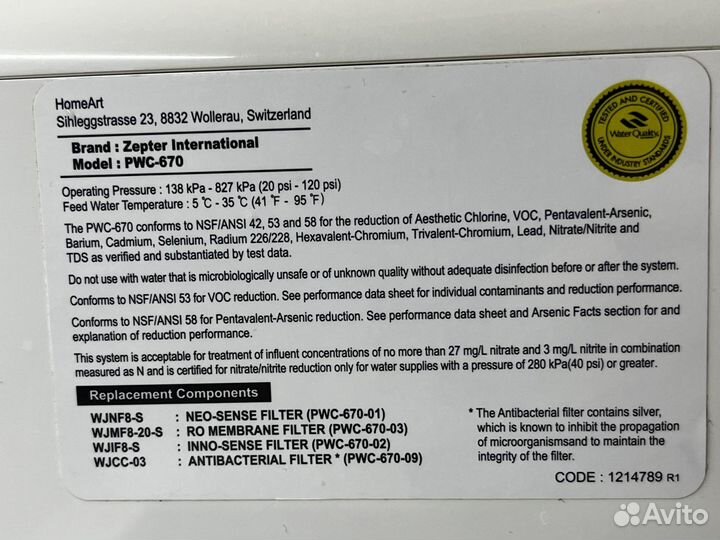 HomeArt
Sihleggstrasse 23, 8832 Wollerau, Switzerland
Brand : Zepter International
Model : PWC-670
Operating Pressure : 138 kPa - 827 kPa (20 psi - 120 psi)
Feed Water Temperature : 5 ℃ - 35 ℃ (41 ℉ - 95 ℉)
TESTED AND CERTIFIED
Water Quality
UNDER INDUSTRY STANDARDS
The PWC-670 conforms to NSF/ANSI 42, 53 and 58 for the reduction of Aesthetic Chlorine, VOC, Pentavalent-Arsenic,
Barium, Cadmium, Selenium, Radium 226/228, Hexavalent-Chromium, Trivalent-Chromium, Lead, Nitrate/Nitrite and
TDS as verified and substantiated by test data.
Do not use with water that is microbiologically unsafe or of unknown quality without adequate disinfection before or after the system.
Conforms to NSF/ANSI 53 for VOC reduction. See performance data sheet for individual contaminants and reduction performance.
Conforms to NSF/ANSI 58 for Pentavalent-Arsenic reduction. See performance data sheet and Arsenic Facts section for and
explanation of reduction performance.
This system is acceptable for treatment of influent concentrations of no more than 27 mg/L nitrate and 3 mg/L nitrite in combination
measured as N and is certified for nitrate/nitrite reduction only for water supplies with a pressure of 280 kPa(40 psi) or greater.
Replacement Components
WJNF8-S : NEO-SENSE FILTER (PWC-670-01)
WJMF8-20-S : RO MEMBRANE FILTER (PWC-670-03)
WJIF8-S : INNO-SENSE FILTER (PWC-670-02)
WJCC-03 : ANTIBACTERIAL FILTER * (PWC-670-09)
* The Antibacterial filter contains silver,
which is known to inhibit the propagation
of microorganismsand to maintain the
integrity of the filter.
CODE : 1214789 R1
Avito